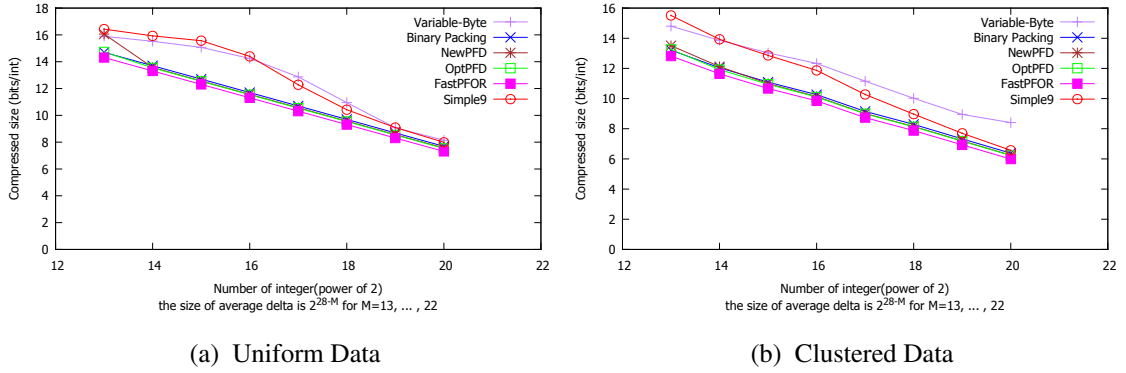 18
16
14
12
10
8
6
4
2
0
Compressed size (bits/int)
Variable-Byte
Binary Packing
NewPFD
OptPFD
FastPFOR
Simple9
12 14 16 18 20 22
Number of integer(power of 2)
the size of average delta is 2^28-M for M=13, ... , 22
(a) Uniform Data
16
14
12
10
8
6
4
2
0
Compressed size (bits/int)
Variable-Byte
Binary Packing
NewPFD
OptPFD
FastPFOR
Simple9
12 14 16 18 20 22
Number of integer(power of 2)
the size of average delta is 2^28-M for M=13, ... , 22
(b) Clustered Data